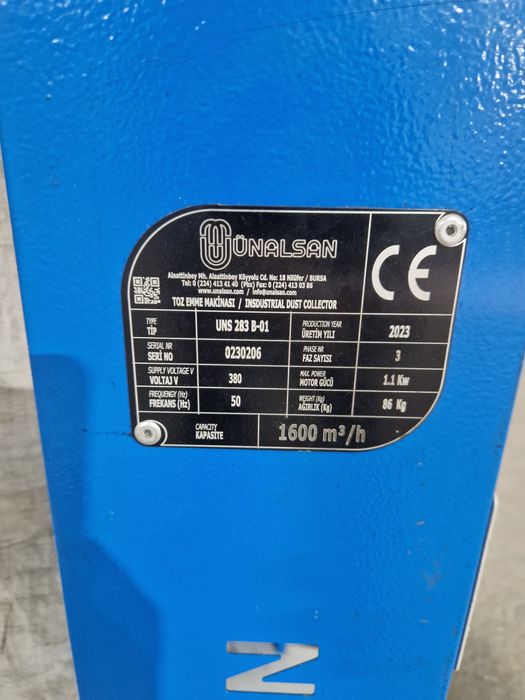 ÜNALSAN
Alaattinbey Mh. Alaattinbey Köyyolu Cd. No: 18 Nilüfer / BURSA
Tel: 0 (224) 413 41 40 (Pbx) Fax: 0 (224) 413 03 86
www.unalsan.com / info@unalsan.com
TOZ EMME MAKİNASI / INSDUSTRIAL DUST COLLECTOR
CE
TYPE
TİP
UNS 283 B-01
PRODUCTION YEAR
ÜRETİM YILI
2023
SERIAL NR
SERİ NO
0230206
PHASE NR
FAZ SAYISI
3
SUPPLY VOLTAGE V
VOLTAJ V
380
MAX. POWER
MOTOR GÜCÜ
1.1 Kw
FREQUENGY (Hz)
FREKANS (Hz)
50
WEIGHT (Kg)
AĞIRLIK (Kg)
86 Kg
CAPACITY
KAPASİTE
1600 m³/h
N